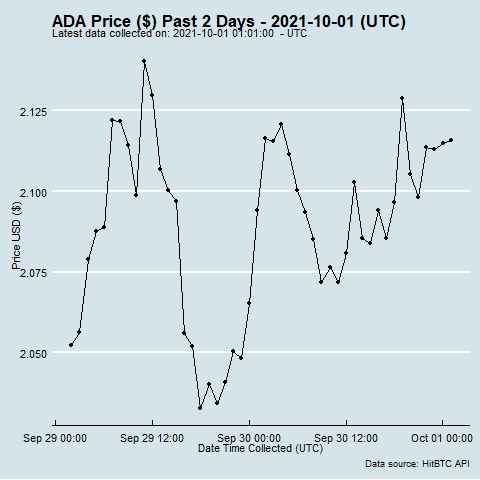 ADA Price ($) Past 2 Days - 2021-10-01 (UTC)
Latest data collected on: 2021-10-01 01:01:00 - UTC
2.125
2.100
2.075
2.050
Price USD ($)
Sep 29 00:00 Sep 29 12:00 Sep 30 00:00 Sep 30 12:00 Oct 01 00:00
Date Time Collected (UTC)
Data source: HitBTC API